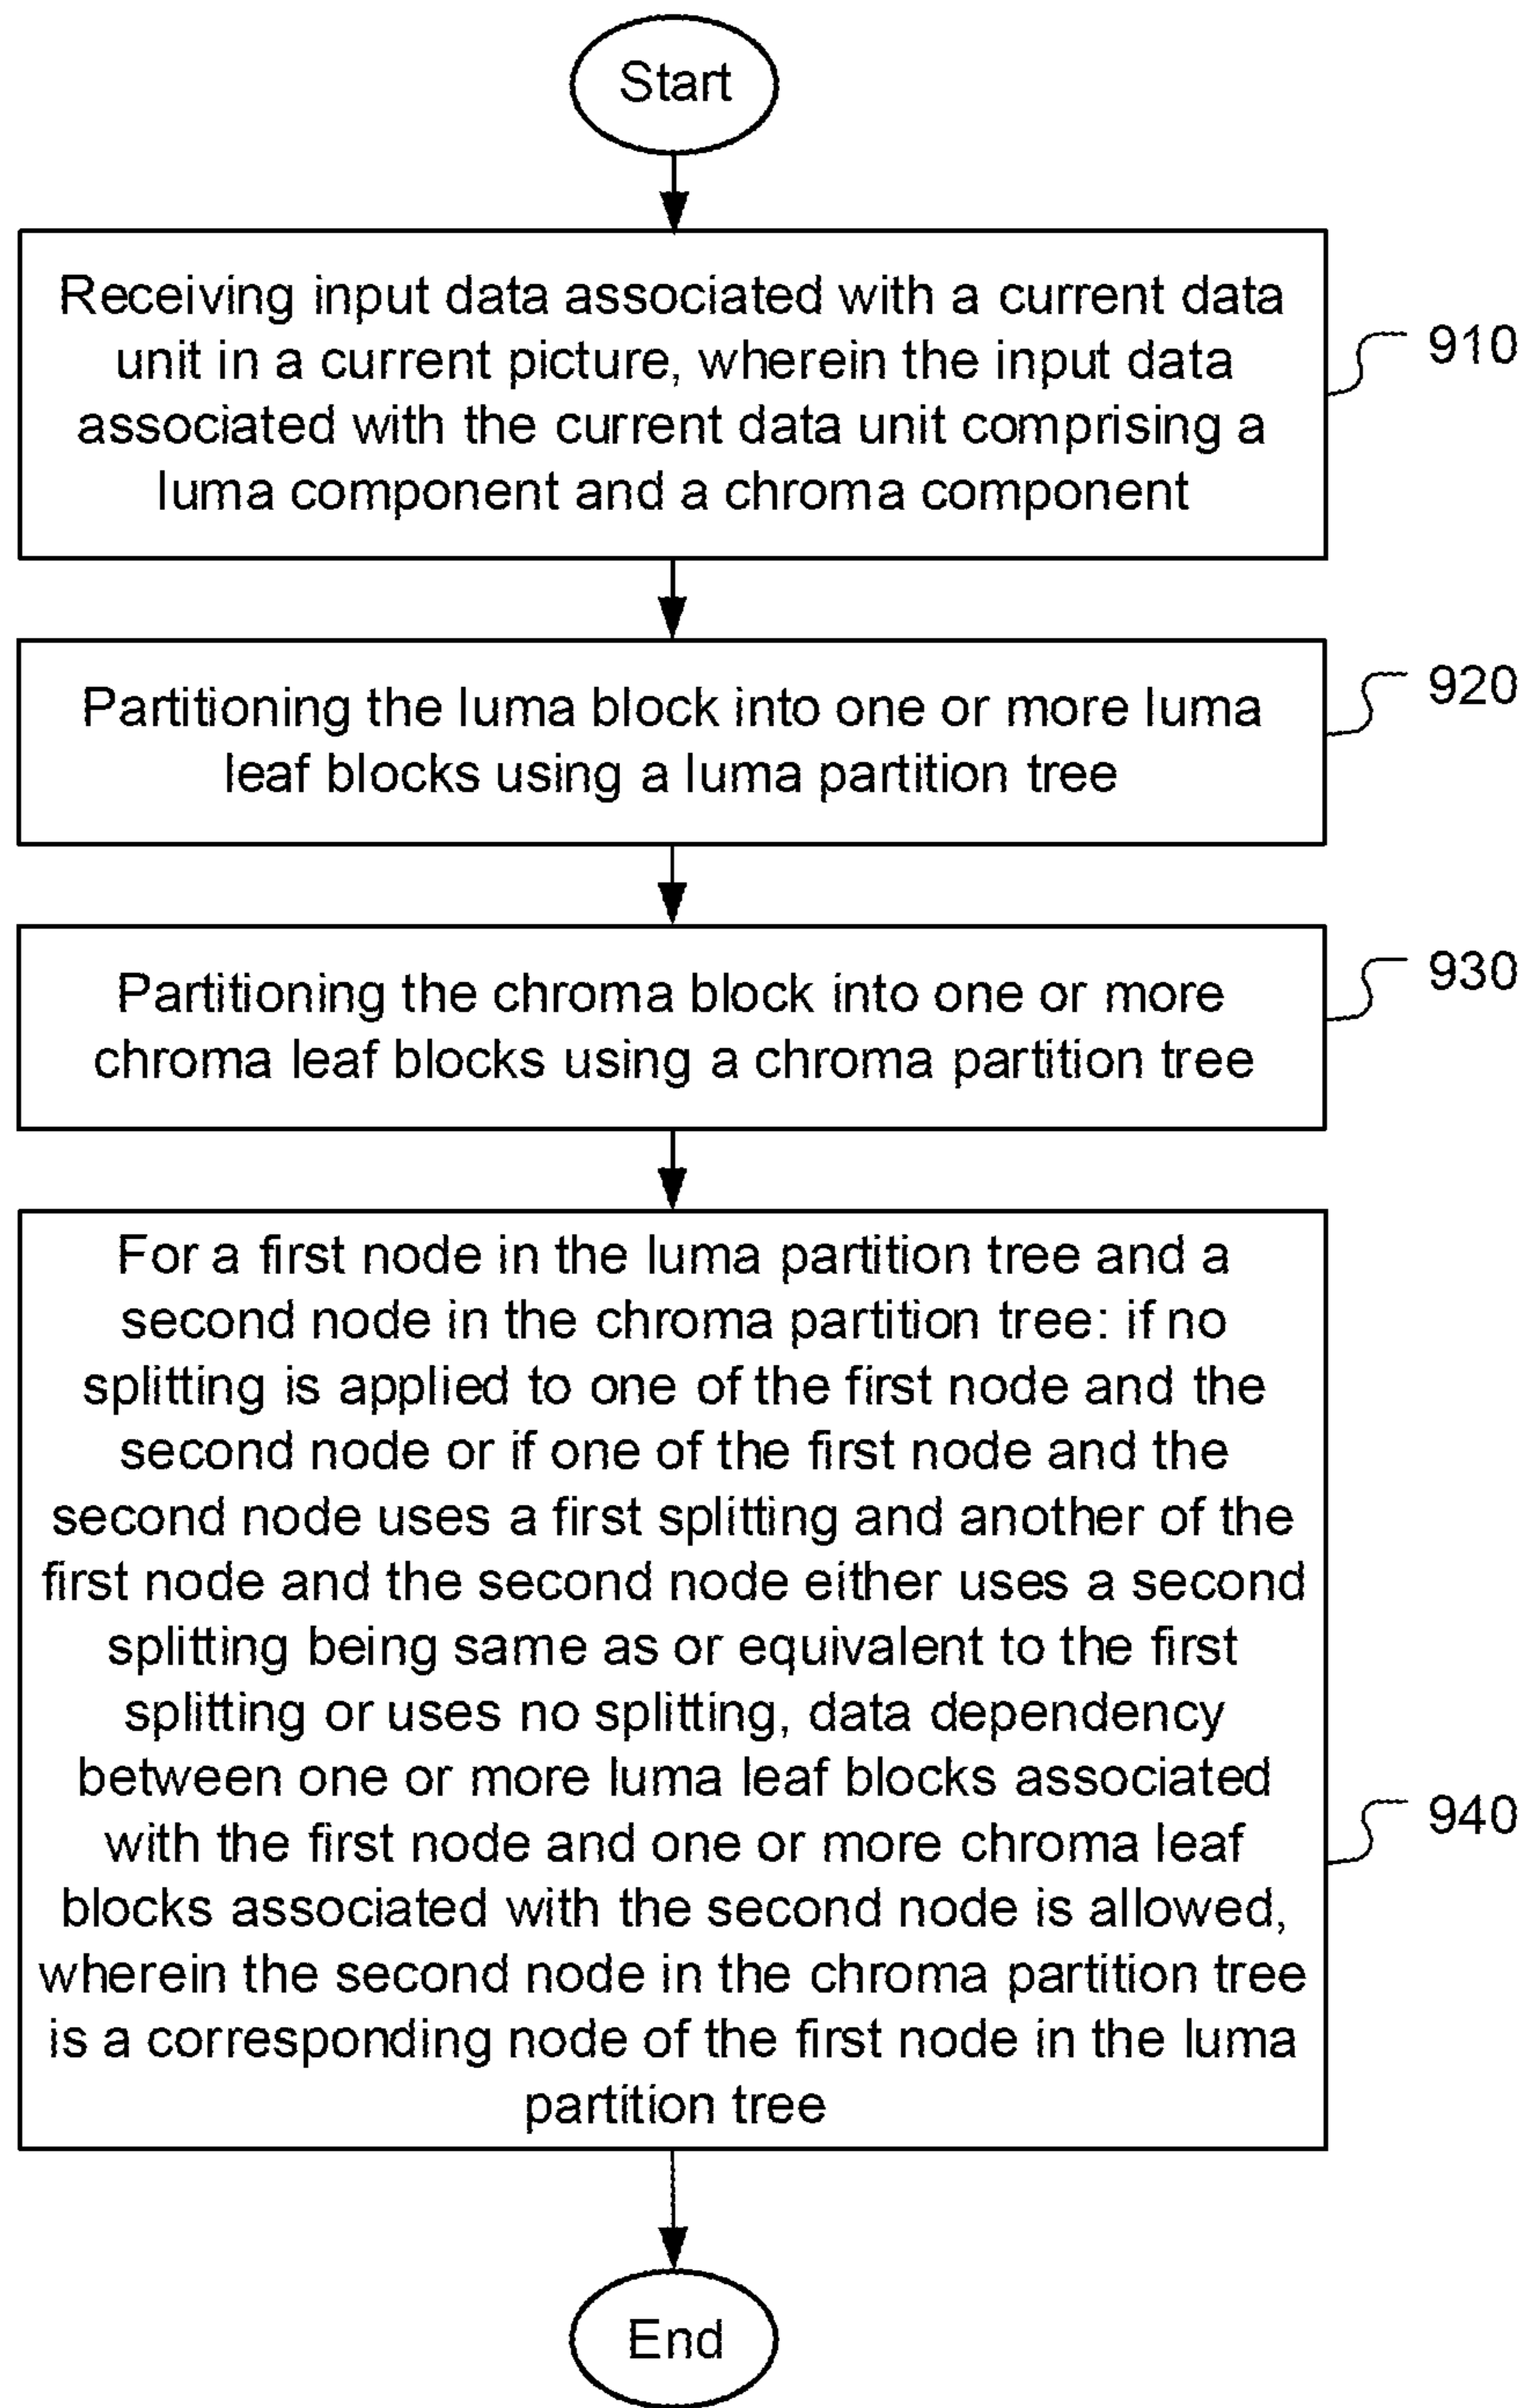 Start
Receiving input data associated with a current data
unit in a current picture, wherein the input data
associated with the current data unit comprising a
luma component and a chroma component
910
Partitioning the luma block into one or more luma
leaf blocks using a luma partition tree
920
Partitioning the chroma block into one or more
chroma leaf blocks using a chroma partition tree
930
For a first node in the luma partition tree and a
second node in the chroma partition tree: if no
splitting is applied to one of the first node and the
second node or if one of the first node and the
second node uses a first splitting and another of the
first node and the second node either uses a second
splitting being same as or equivalent to the first
splitting or uses no splitting, data dependency
between one or more luma leaf blocks associated
with the first node and one or more chroma leaf
blocks associated with the second node is allowed,
wherein the second node in the chroma partition tree
is a corresponding node of the first node in the luma
partition tree
940
End